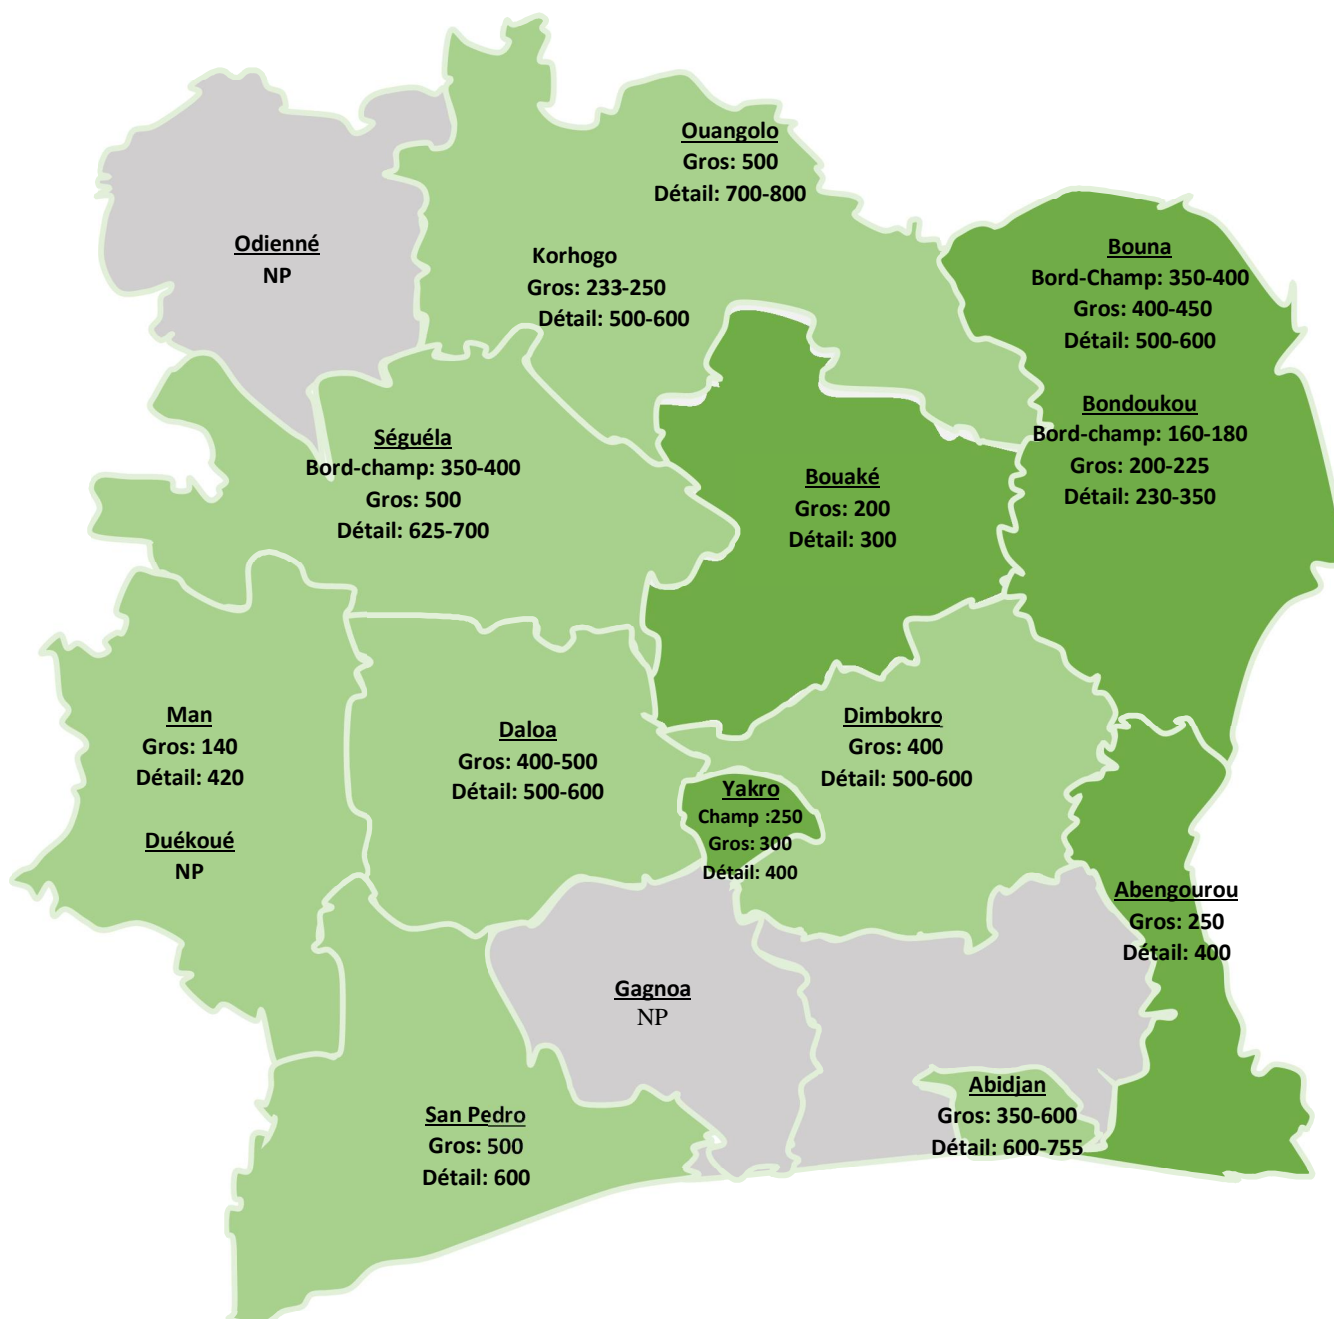 Ouangolo
Gros: 500
Détail: 700-800
Korhogo
Gros: 233-250
Détail: 500-600
Odienné
NP
Bouna
Bord-Champ: 350-400
Gros: 400-450
Détail: 500-600
Bondoukou
Bord-champ: 160-180
Gros: 200-225
Détail: 230-350
Séguéla
Bord-champ: 350-400
Gros: 500
Détail: 625-700
Bouaké
Gros: 200
Détail: 300
Man
Gros: 140
Détail: 420
Duékoué
NP
Daloa
Gros: 400-500
Détail: 500-600
Dimbokro
Gros: 400
Détail: 500-600
Yakro
Champ :250
Gros: 300
Détail: 400
Abengourou
Gros: 250
Détail: 400
Gagnoa
NP
San Pedro
Gros: 500
Détail: 600
Abidjan
Gros: 350-600
Détail: 600-755